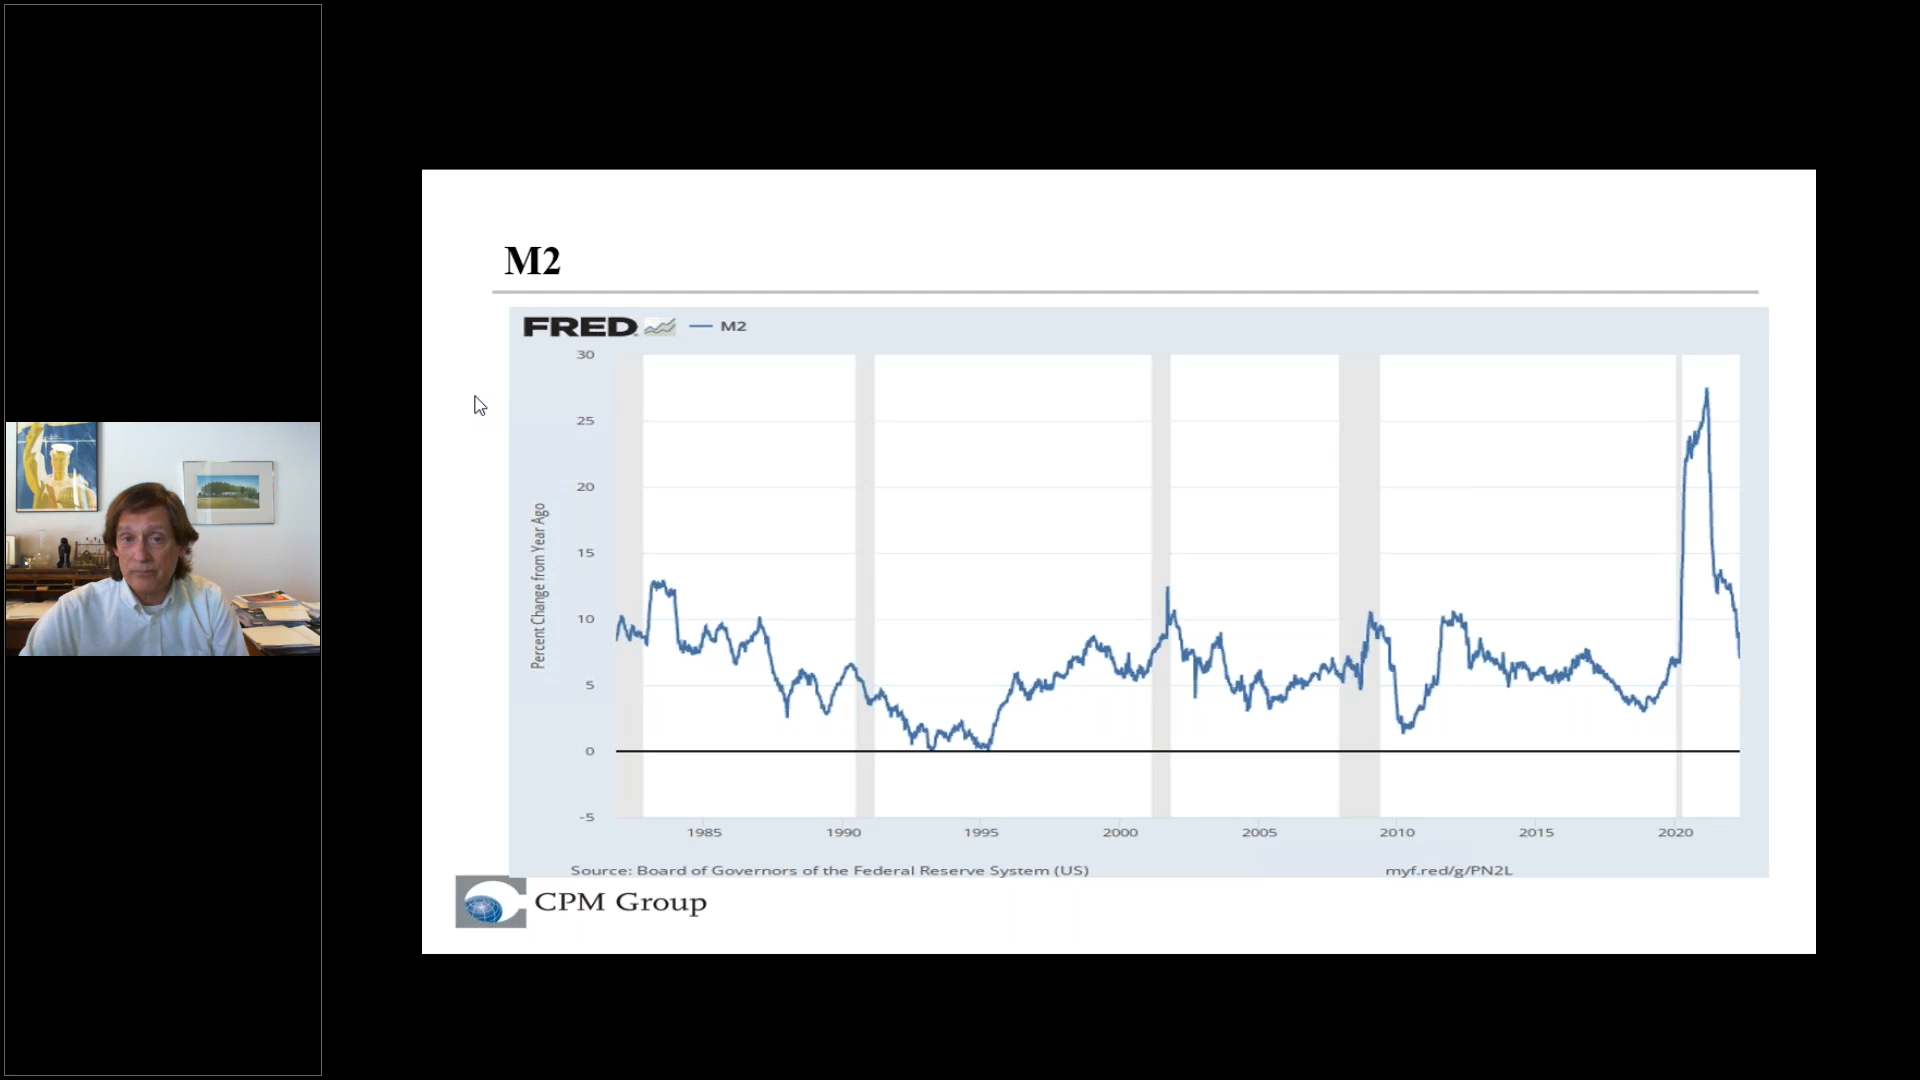 M2
FRED M2
30
25
20
15
10
5
0
-5
Percent Change from Year Ago
1985 1990 1995 2000 2005 2010 2015 2020
Source: Board of Governors of the Federal Reserve System (US) myf.red/g/PN2L
CPM Group